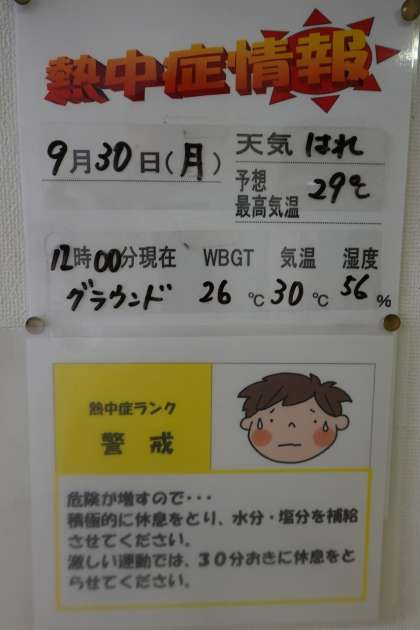 熱中症情報
9月30日(月)
天気 はれ
予想
最高気温 29℃
12時00分現在 WBGT 気温 湿度
グラウンド 26℃ 30℃ 56%
熱中症ランク
警戒
危険が増すので・・・
積極的に休息をとり、水分・塩分を補給
させてください。
激しい運動では、30分おきに休息をと
らせてください。